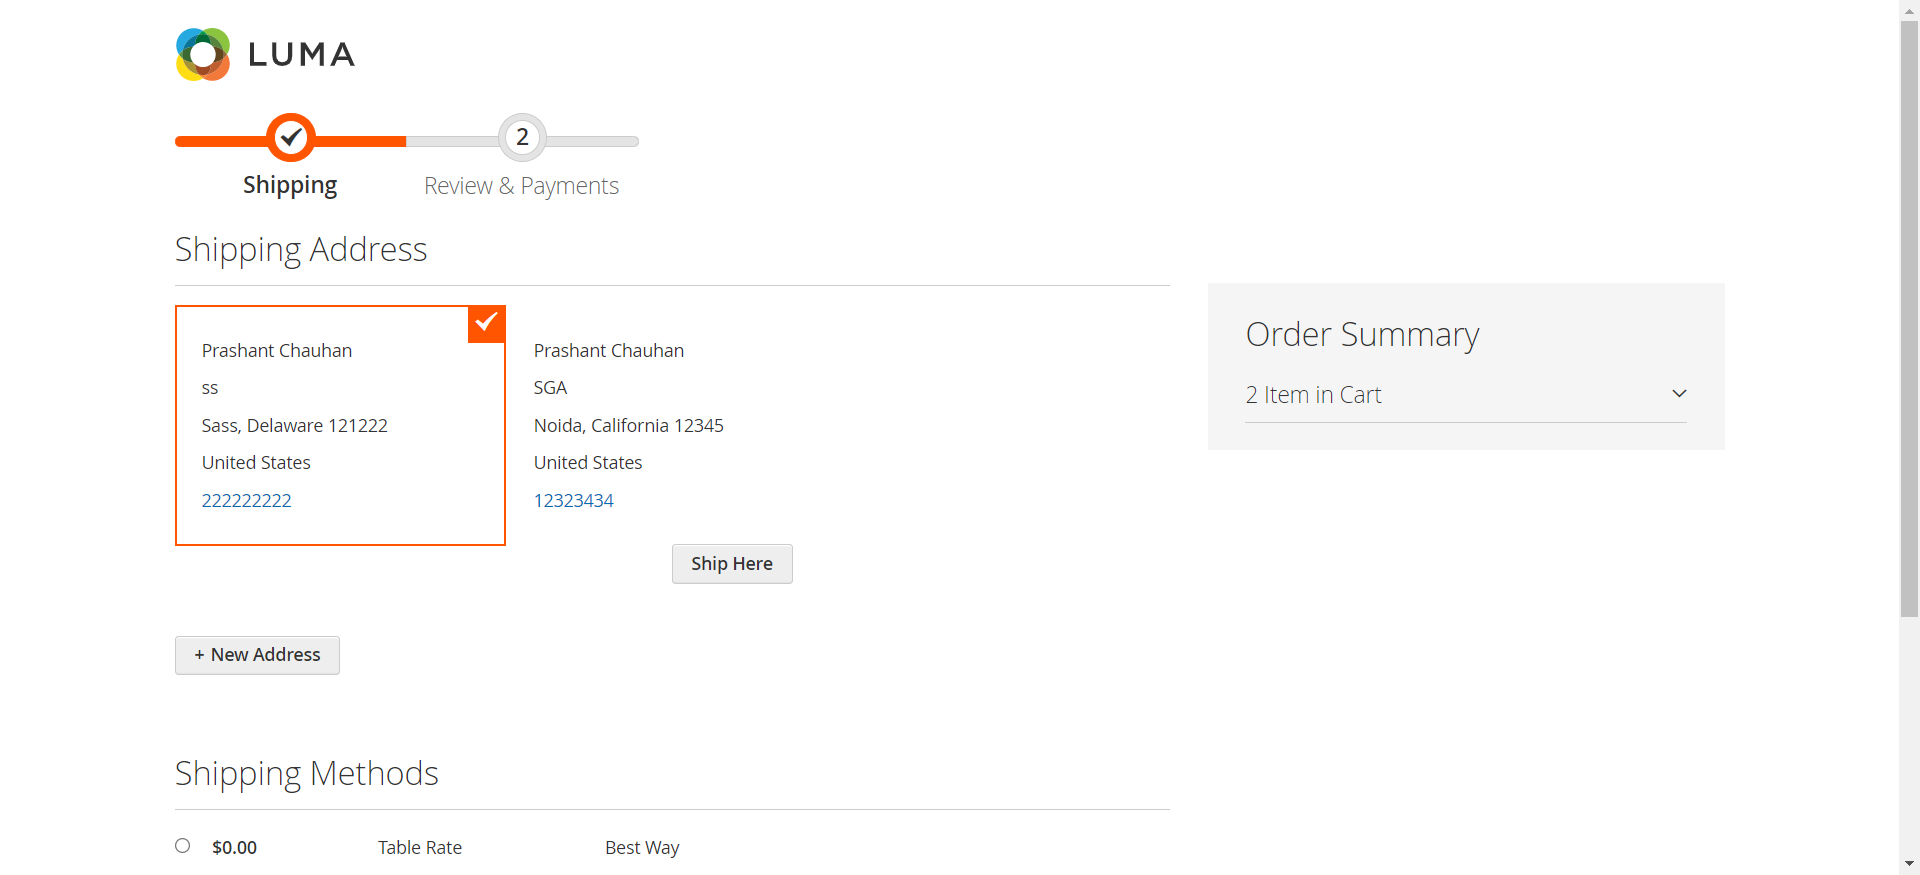 LUMA
2
Shipping
Review & Payments
Shipping Address
Prashant Chauhan
ss
Sass, Delaware 121222
United States
222222222
Prashant Chauhan
SGA
Noida, California 12345
United States
12323434
Ship Here
+ New Address
Order Summary
2 Item in Cart
Shipping Methods
$0.00 Table Rate Best Way